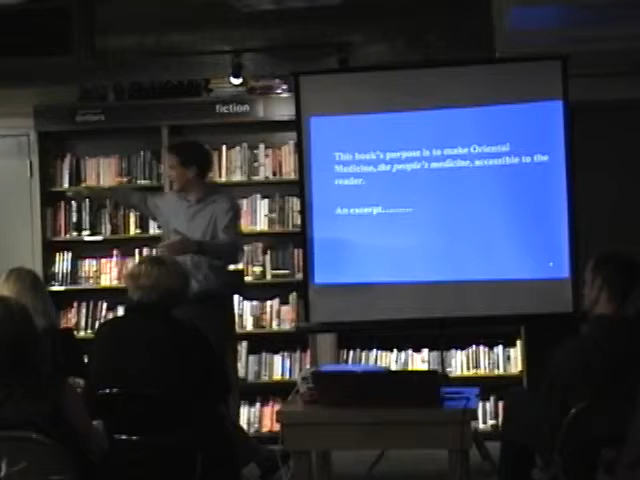 fiction
This book's purpose is to make Oriental
Medicine, the people's medicine, accessible to the
reader.
An excerpt..........